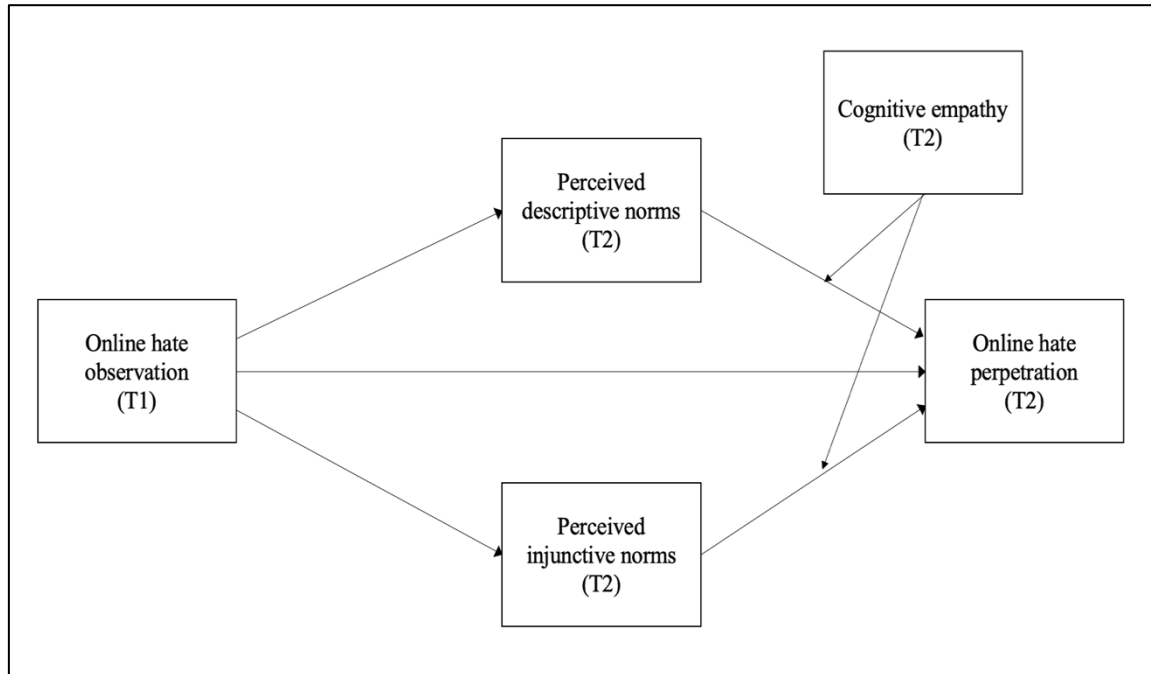 Cognitive empathy
(T2)
Perceived
descriptive norms
(T2)
Online hate
observation
(T1)
Online hate
perpetration
(T2)
Perceived
injunctive norms
(T2)